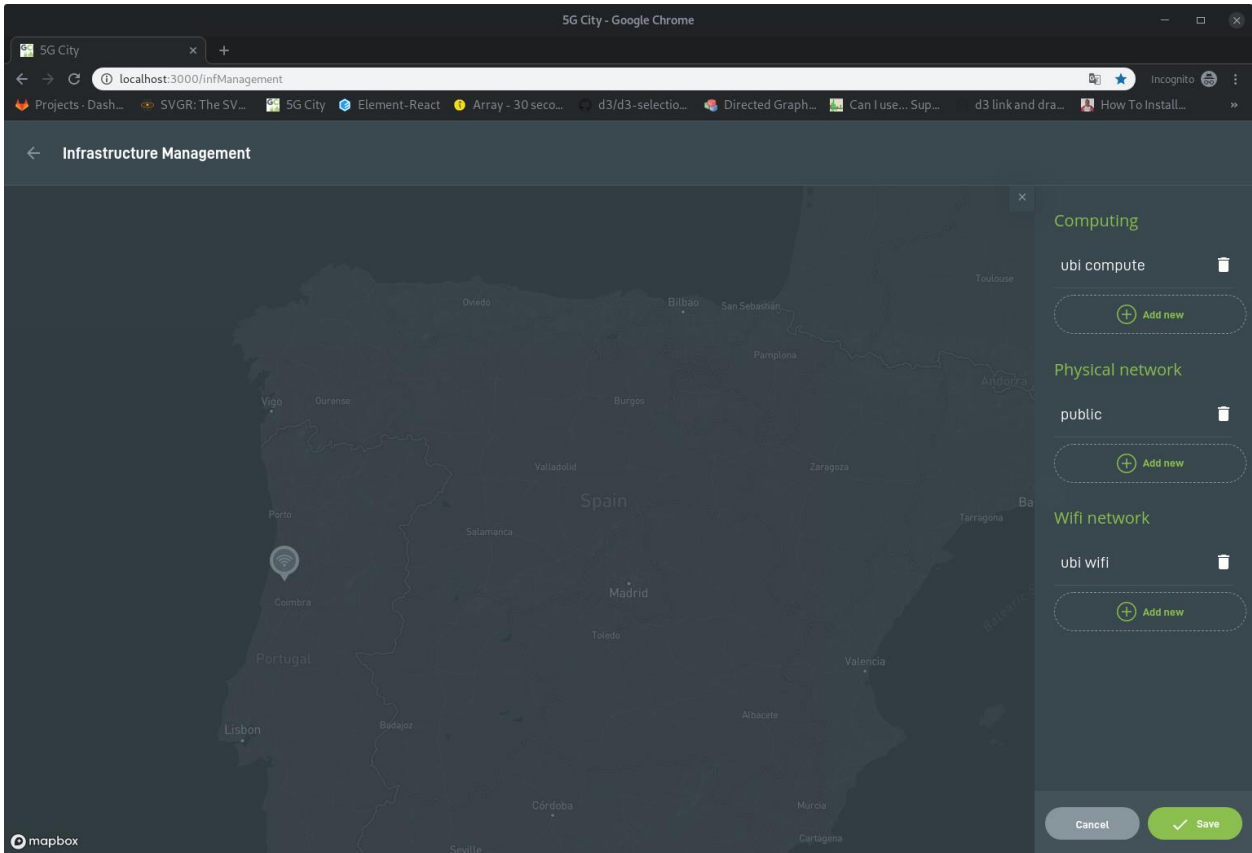 5G City - Google Chrome
5G City
localhost:3000/infManagement
Incognito
Projects · Dash...
SVGR: The SV...
5G City
Element-React
Array - 30 seco...
d3/d3-selectio...
Directed Graph...
Can I use... Sup...
d3 link and dra...
How To Install...
»
Infrastructure Management
Computing
ubi compute
Add new
Physical network
public
Add new
Wifi network
ubi wifi
Add new
Cancel
Save
Toulouse
Oviedo
Bilbao
San Sebastián
Pamplona
Andorra
Vigo
Ourense
Burgos
Valladolid
Zaragoza
Spain
Ba
Porto
Tarragona
Salamanca
Madrid
Coimbra
Balearic
Toledo
Portugal
Valencia
Albacete
Badajoz
Lisbon
Córdoba
Murcia
Cartagena
Seville
mapbox